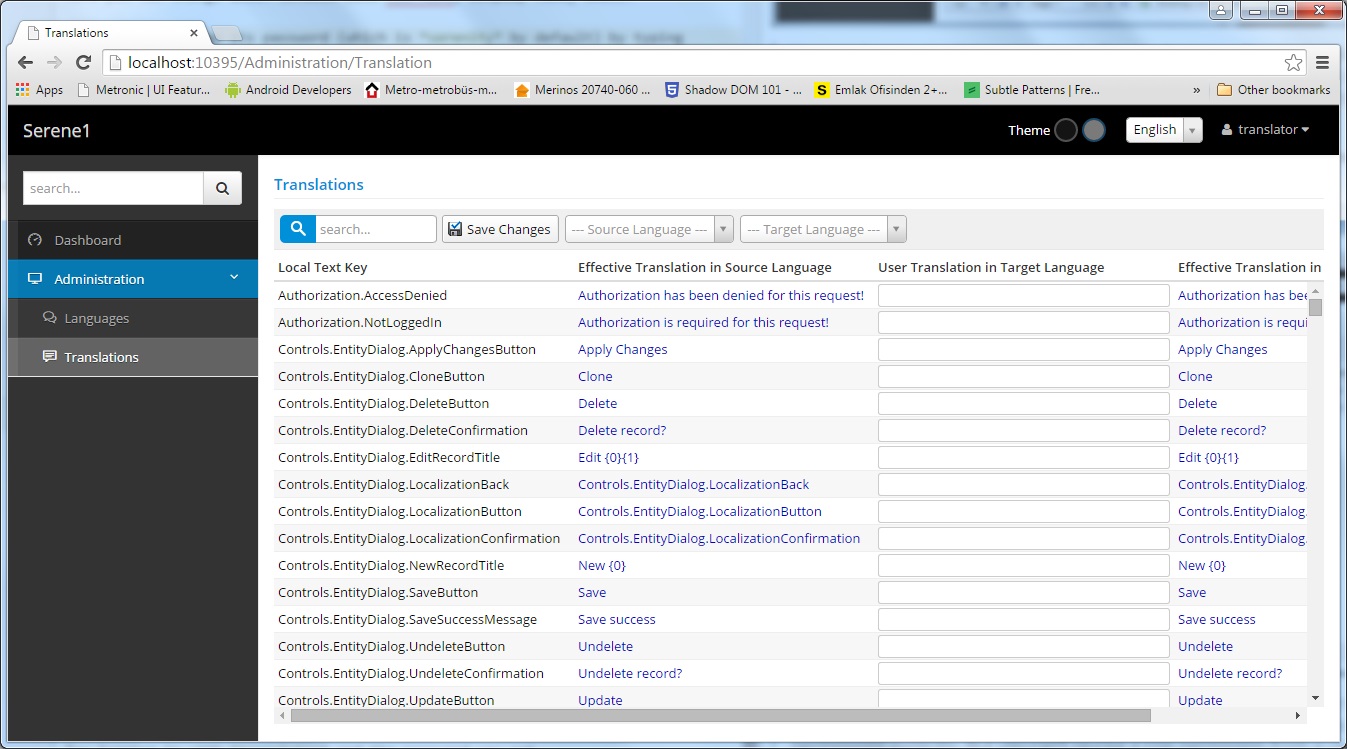 Translations
localhost:10395/Administration/Translation
Apps Metronic | UI Featur... Android Developers Metro-metrobüs-m... Merinos 20740-060 ... Shadow DOM 101 - ... Emlak Ofisinden 2+... Subtle Patterns | Fre... » Other bookmarks
Serene1 Theme English translator
search...
Dashboard
Administration
Languages
Translations
Translations
search... Save Changes --- Source Language --- --- Target Language ---
Local Text Key Effective Translation in Source Language User Translation in Target Language Effective Translation in
Authorization.AccessDenied Authorization has been denied for this request! Authorization has bee
Authorization.NotLoggedIn Authorization is required for this request! Authorization is requi
Controls.EntityDialog.ApplyChangesButton Apply Changes Apply Changes
Controls.EntityDialog.CloneButton Clone Clone
Controls.EntityDialog.DeleteButton Delete Delete
Controls.EntityDialog.DeleteConfirmation Delete record? Delete record?
Controls.EntityDialog.EditRecordTitle Edit {0}{1} Edit {0}{1}
Controls.EntityDialog.LocalizationBack Controls.EntityDialog.LocalizationBack Controls.EntityDialog.
Controls.EntityDialog.LocalizationButton Controls.EntityDialog.LocalizationButton Controls.EntityDialog.
Controls.EntityDialog.LocalizationConfirmation Controls.EntityDialog.LocalizationConfirmation Controls.EntityDialog.
Controls.EntityDialog.NewRecordTitle New {0} New {0}
Controls.EntityDialog.SaveButton Save Save
Controls.EntityDialog.SaveSuccessMessage Save success Save success
Controls.EntityDialog.UndeleteButton Undelete Undelete
Controls.EntityDialog.UndeleteConfirmation Undelete record? Undelete record?
Controls.EntityDialog.UpdateButton Update Update